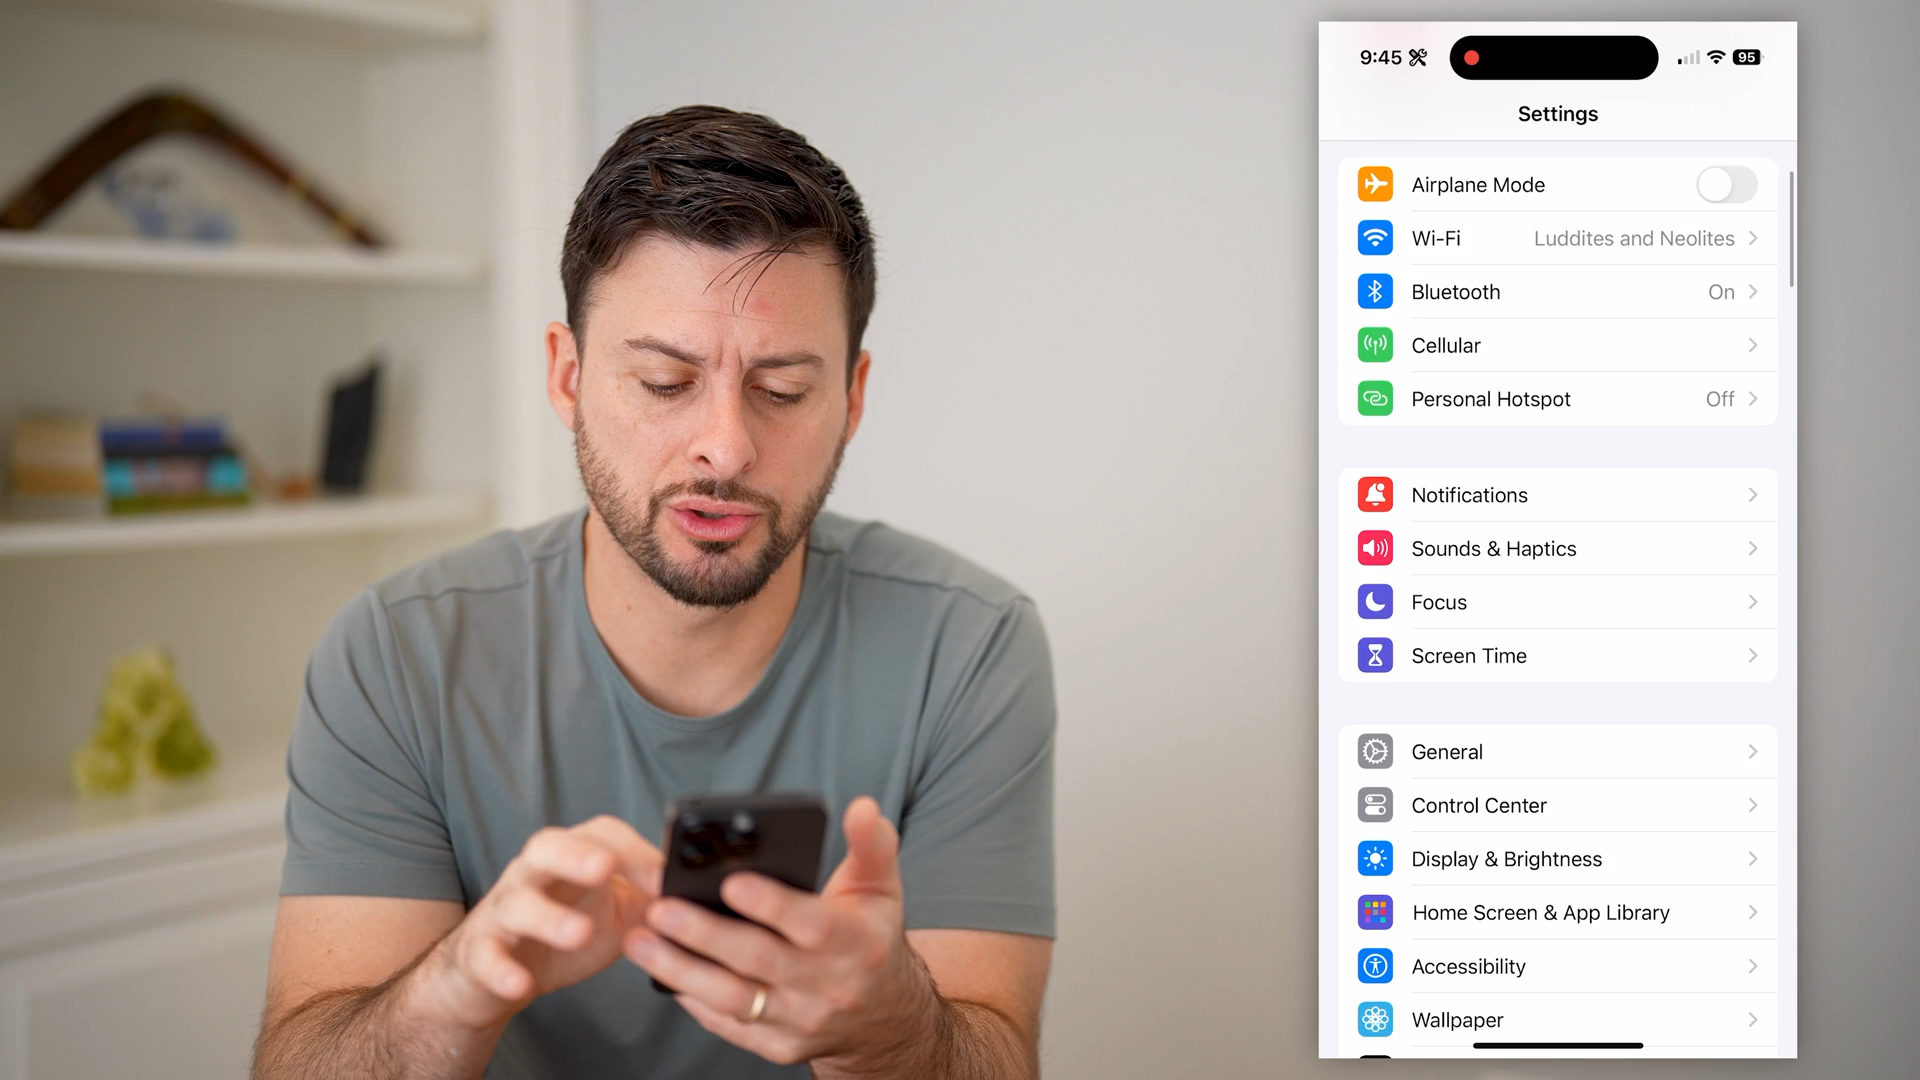 9:45 95
Settings
Airplane Mode
Wi-Fi Luddites and Neolites
Bluetooth On
Cellular
Personal Hotspot Off
Notifications
Sounds & Haptics
Focus
Screen Time
General
Control Center
Display & Brightness
Home Screen & App Library
Accessibility
Wallpaper